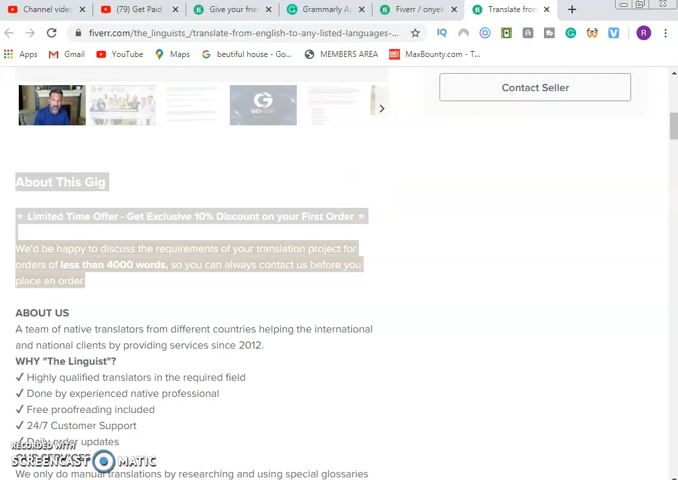 Channel video
(79) Get Paid
Give your frie
Grammarly As
Fiverr / onyek
Translate from
fiverr.com/the_linguists_/translate-from-english-to-any-listed-languages-...
R
Apps
Gmail
YouTube
Maps
beutiful house - Go...
MEMBERS AREA
MaxBounty.com - T...
Contact Seller
About This Gig
Limited Time Offer - Get Exclusive 10% Discount on your First Order
We'd be happy to discuss the requirements of your translation project for
orders of less than 4000 words, so you can always contact us before you
place an order.
ABOUT US
A team of native translators from different countries helping the international
and national clients by providing services since 2012.
WHY "The Linguist"?
✓ Highly qualified translators in the required field
✓ Done by experienced native professional
✓ Free proofreading included
✓ 24/7 Customer Support
✓ Daily order updates
RECORDED WITH
SCREENCAST MATIC
We only do manual translations by researching and using special glossaries